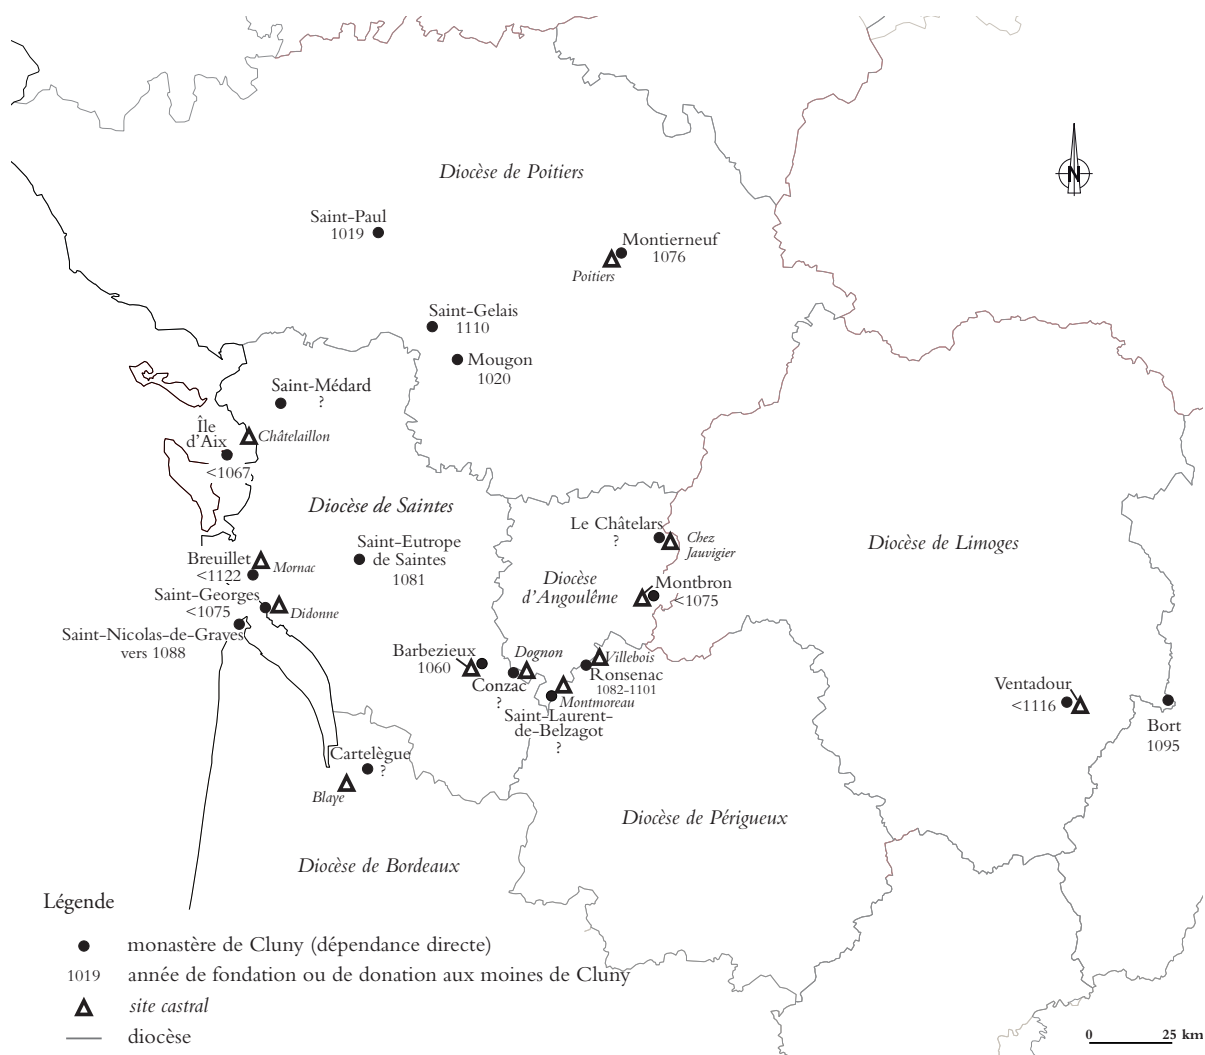 Diocèse de Poitiers
N
Saint-Paul
1019
Montierneuf
1076
Poitiers
Saint-Gelais
1110
Mougon
1020
Saint-Médard
?
Île
d'Aix
<1067
Châtelaillon
Diocèse de Saintes
Saint-Eutrope
de Saintes
1081
Breuillet
<1122
Mornac
Saint-Georges
<1075
Didonne
Saint-Nicolas-de-Graves
vers 1088
Le Châtelars
?
Chez
Jauvigier
Diocèse
d'Angoulême
Montbron
<1075
Diocèse de Limoges
Barbezieux
1060
Dognon
Conzac
?
Villebois
Ronsenac
1082-1101
Montmoreau
Saint-Laurent-
de-Belzagot
?
Ventadour
<1116
Bort
1095
Cartelègue
?
Blaye
Diocèse de Périgueux
Diocèse de Bordeaux
Légende
monastère de Cluny (dépendance directe)
1019 année de fondation ou de donation aux moines de Cluny
site castral
diocèse
0 25 km